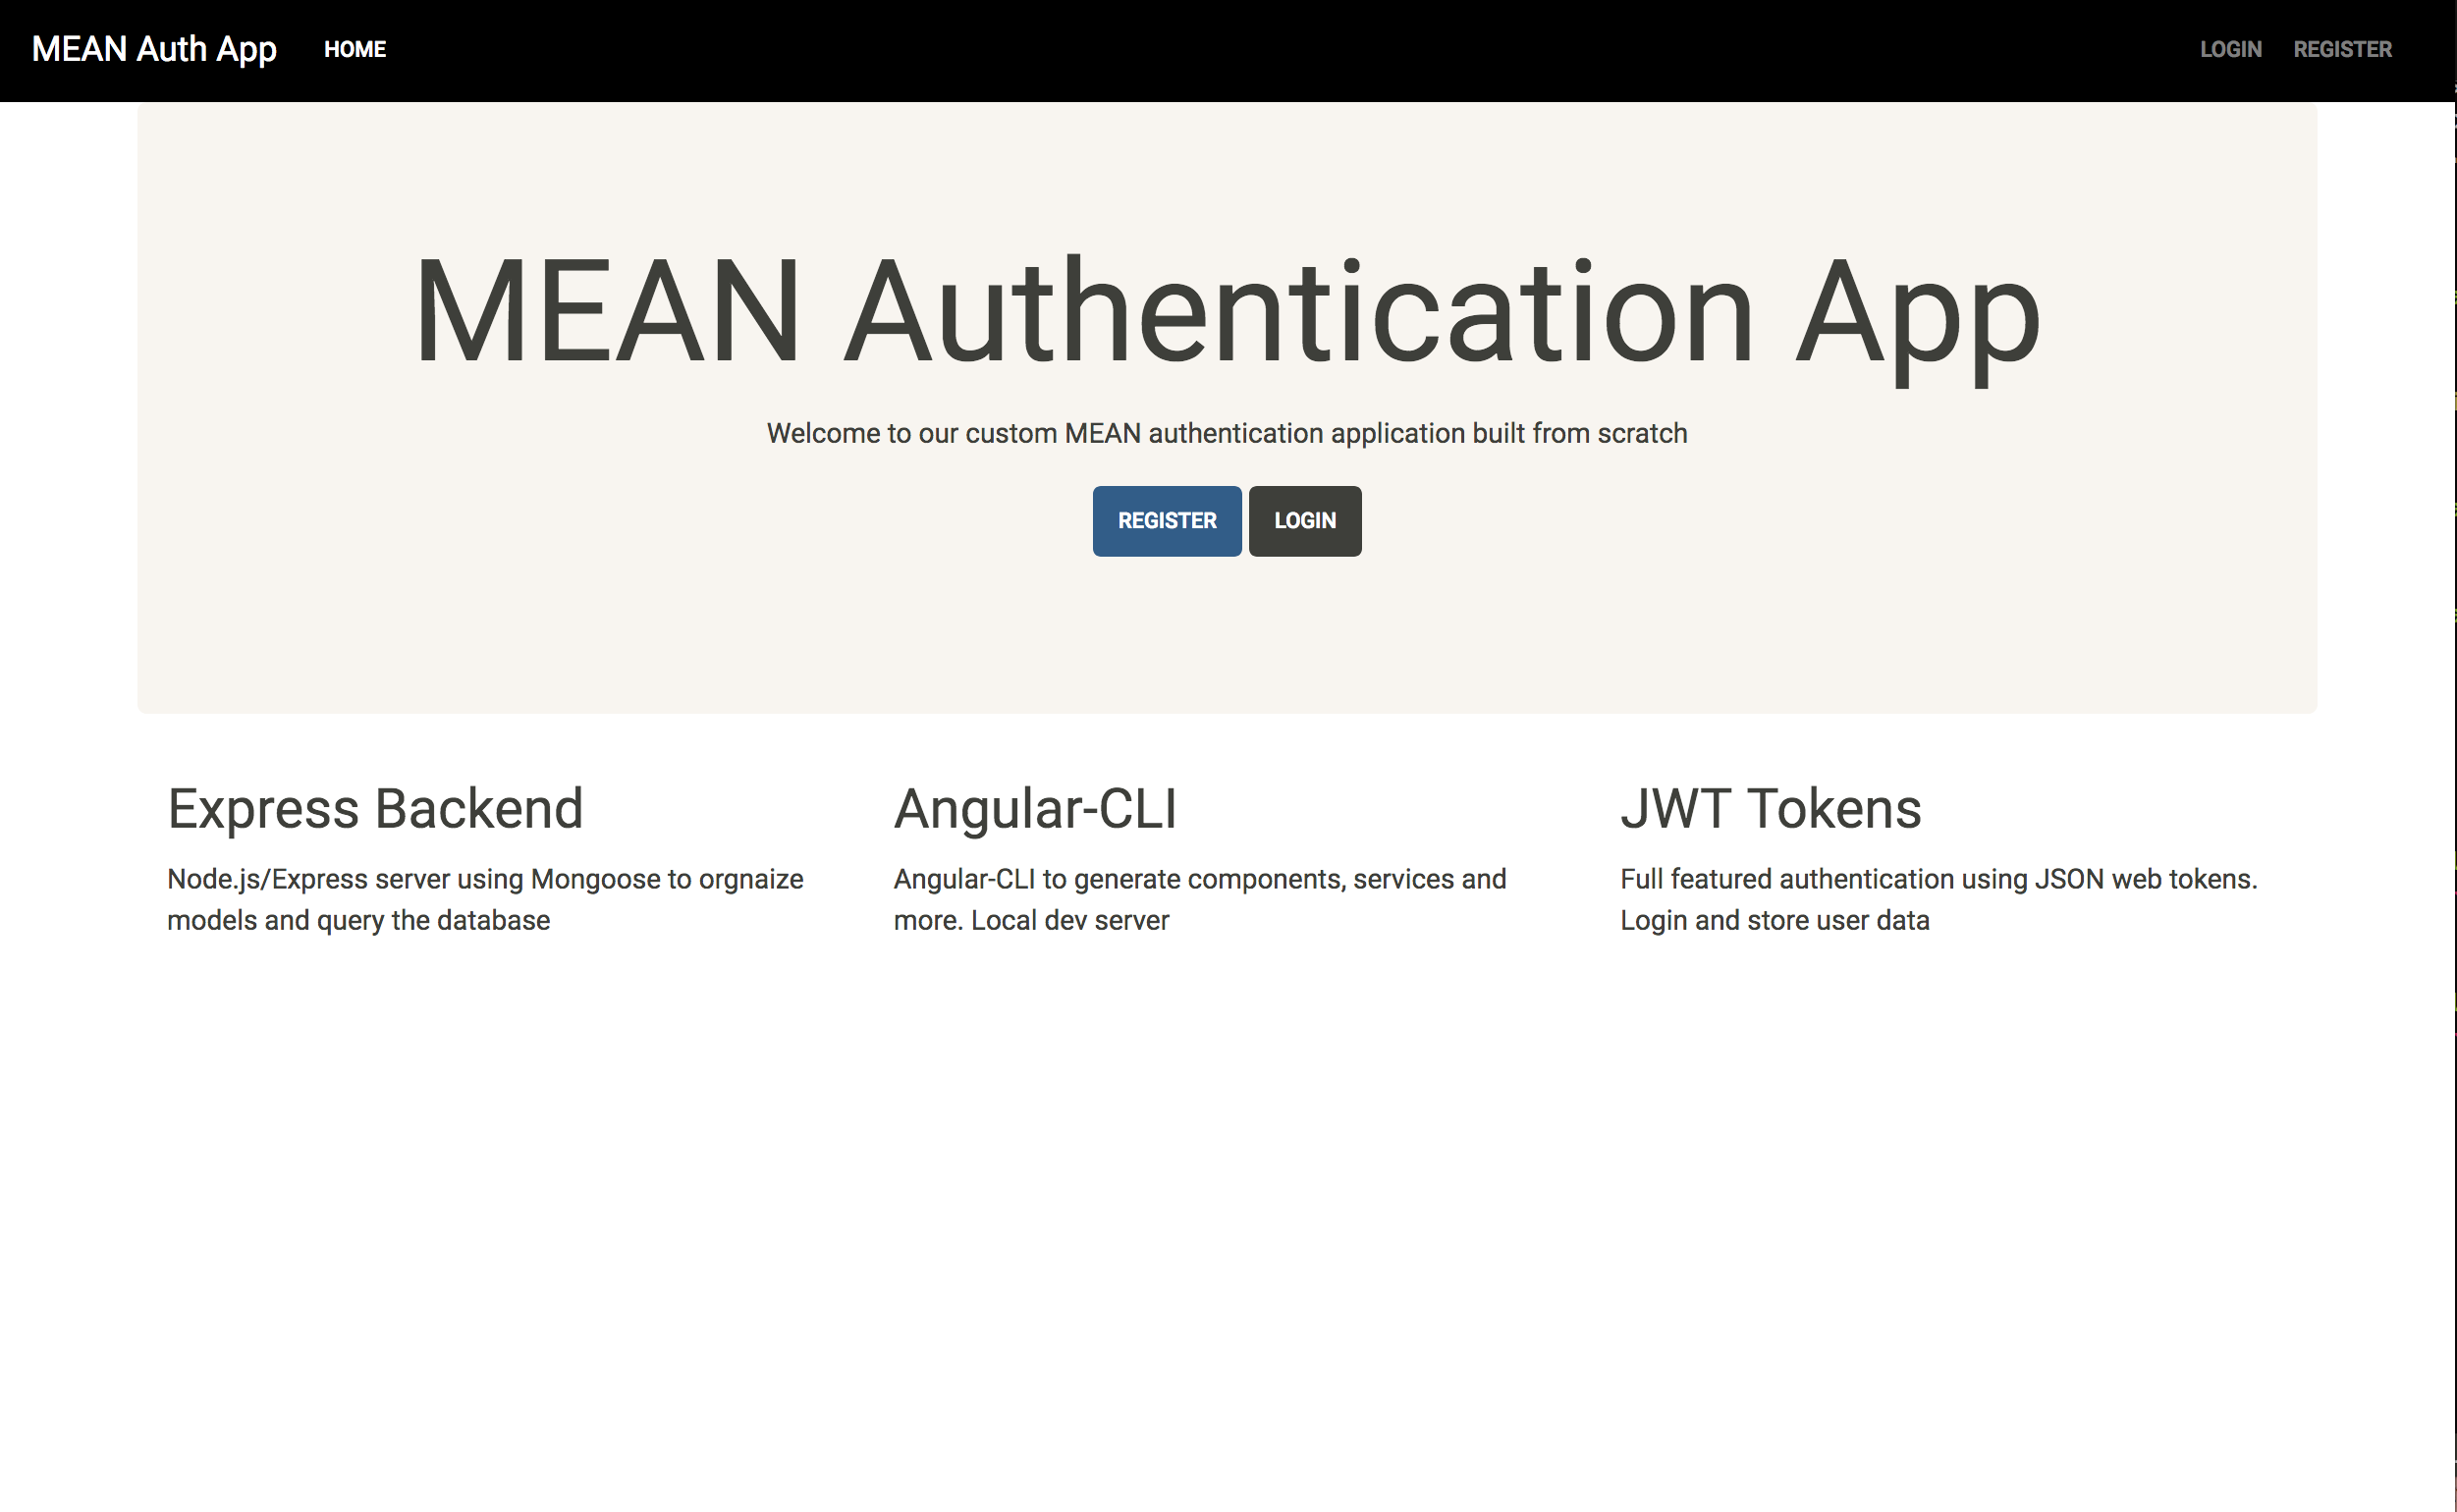 MEAN Auth App HOME LOGIN REGISTER
MEAN Authentication App
Welcome to our custom MEAN authentication application built from scratch
REGISTER LOGIN
Express Backend
Node.js/Express server using Mongoose to orgnaize
models and query the database
Angular-CLI
Angular-CLI to generate components, services and
more. Local dev server
JWT Tokens
Full featured authentication using JSON web tokens.
Login and store user data